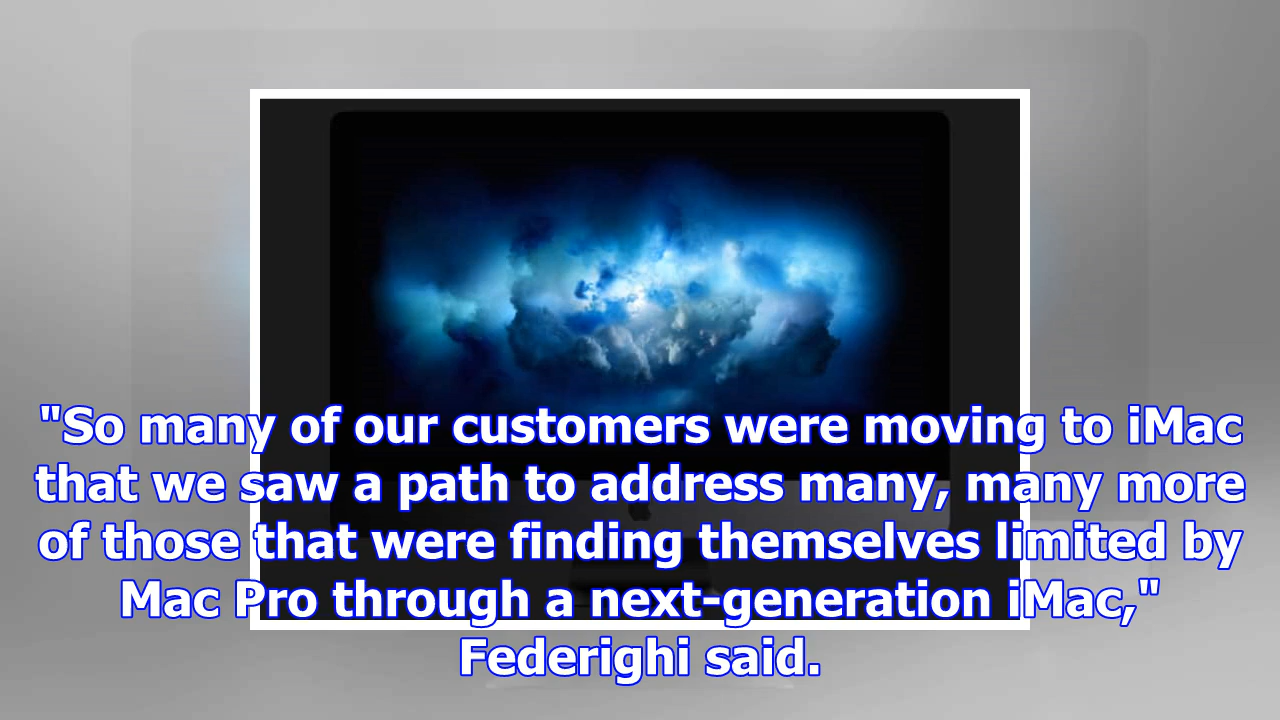 "So many of our customers were moving to iMac
that we saw a path to address many, many more
of those that were finding themselves limited by
Mac Pro through a next-generation iMac,"
Federighi said.